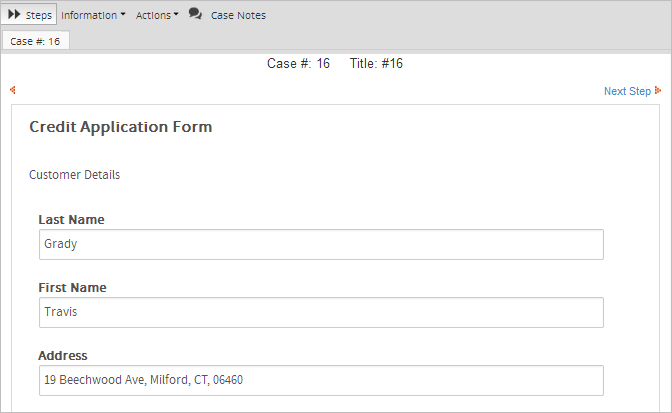 Steps Information Actions Case Notes
Case #: 16
Case #: 16 Title: #16
Next Step
Credit Application Form
Customer Details
Last Name
Grady
First Name
Travis
Address
19 Beechwood Ave, Milford, CT, 06460